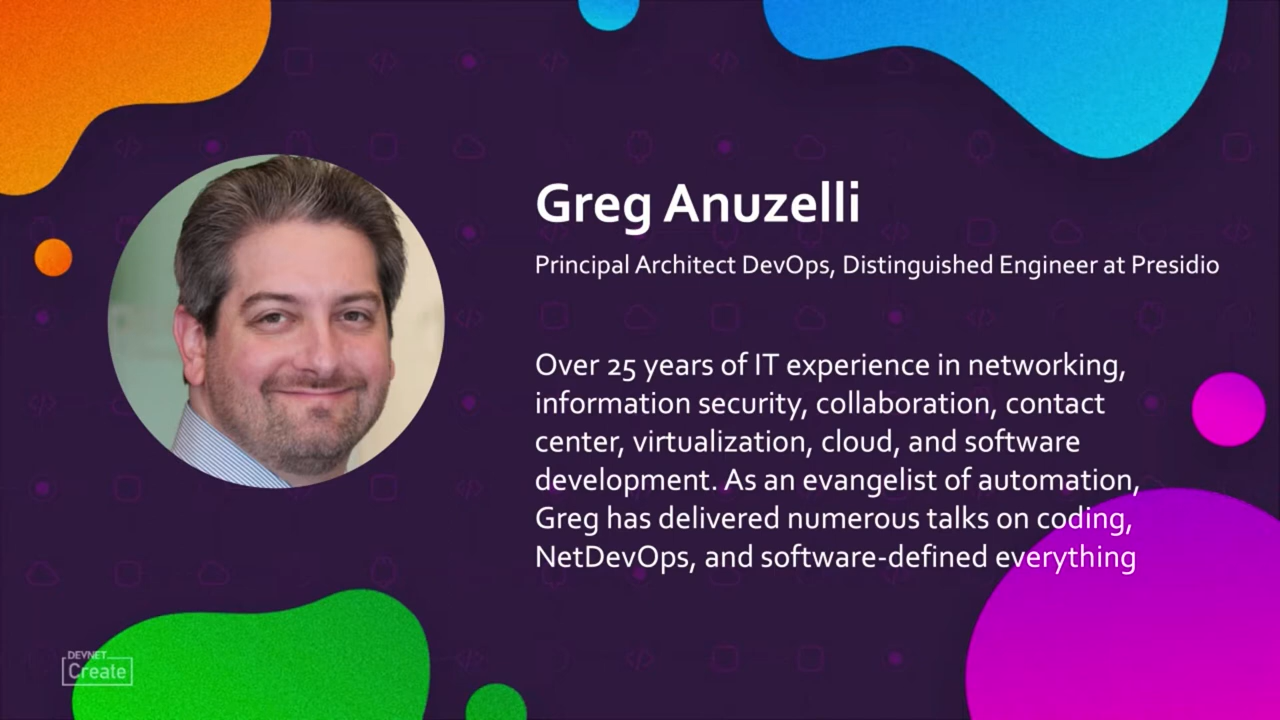 Greg Anuzelli
Principal Architect DevOps, Distinguished Engineer at Presidio
Over 25 years of IT experience in networking,
information security, collaboration, contact
center, virtualization, cloud, and software
development. As an evangelist of automation,
Greg has delivered numerous talks on coding,
NetDevOps, and software-defined everything
DEVNET
Create